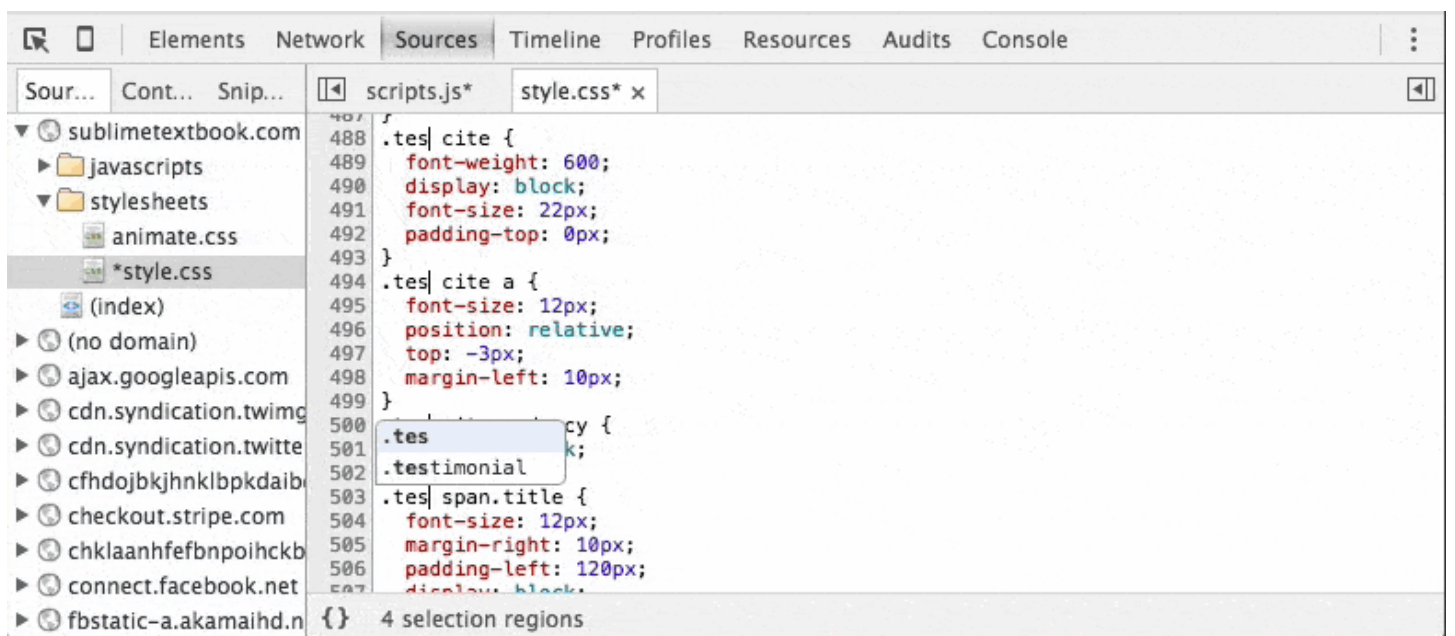 Elements Network Sources Timeline Profiles Resources Audits Console
Sour... Cont... Snip...
scripts.js* style.css* ×
sublimetextbook.com
javascripts
stylesheets
animate.css
*style.css
(index)
(no domain)
ajax.googleapis.com
cdn.syndication.twimg
cdn.syndication.twitte
cfhdojbkjhnklbpkdaib
checkout.stripe.com
chklaanhfefbnpoihckb
connect.facebook.net
fbstatic-a.akamaihd.n
487 }
488 .tes cite {
489 font-weight: 600;
490 display: block;
491 font-size: 22px;
492 padding-top: 0px;
493 }
494 .tes cite a {
495 font-size: 12px;
496 position: relative;
497 top: -3px;
498 margin-left: 10px;
499 }
500 cy {
501 k;
502
.tes
.testimonial
503 .tes span.title {
504 font-size: 12px;
505 margin-right: 10px;
506 padding-left: 120px;
507 display: block;
{} 4 selection regions